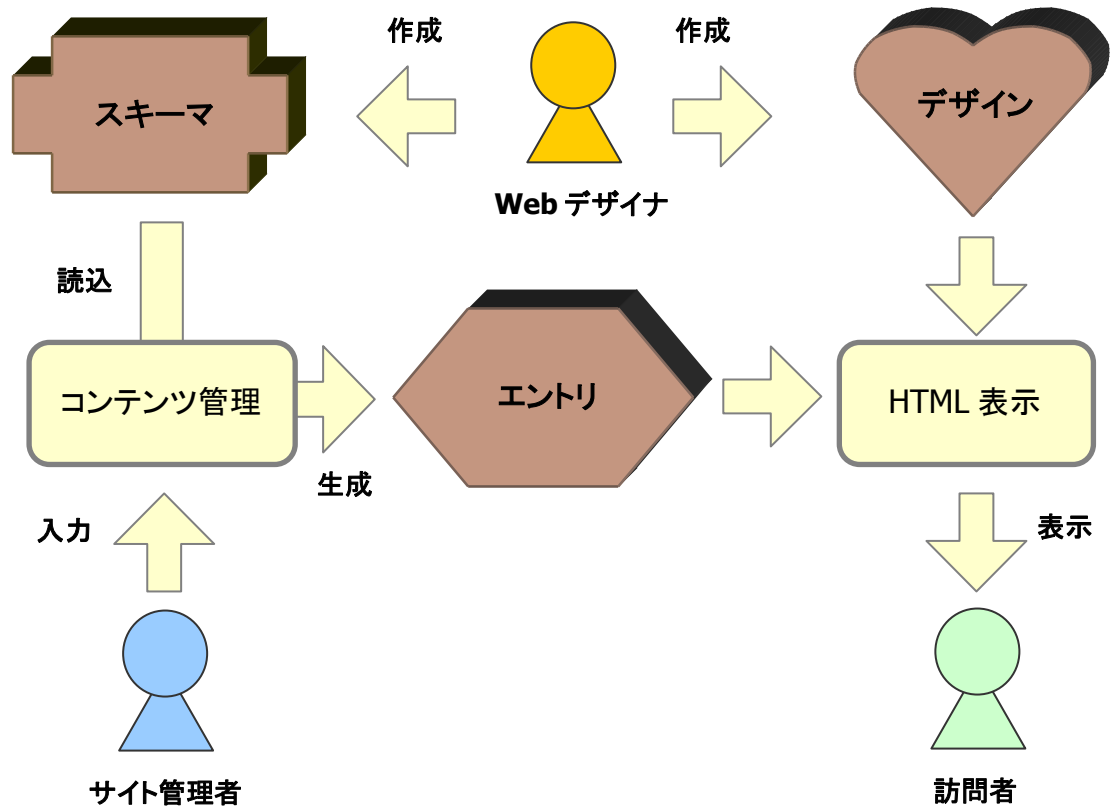 作成
作成
スキーマ
デザイン
Web デザイナ
読込
コンテンツ管理
エントリ
HTML 表示
生成
入力
表示
サイト管理者
訪問者